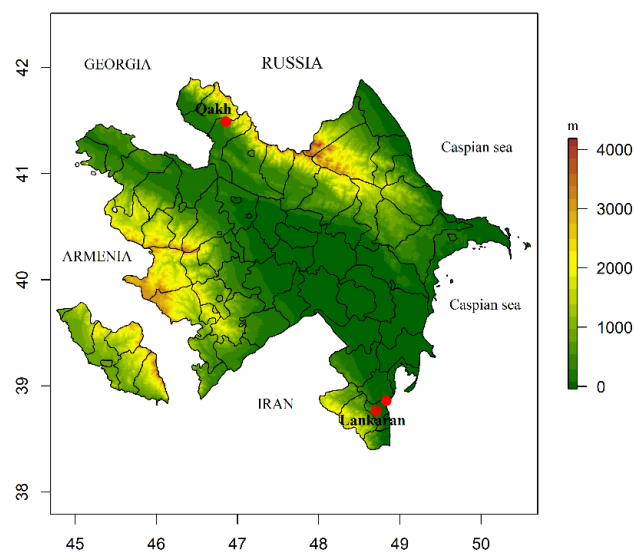 GEORGIA
RUSSIA
Qakh
Caspian sea
ARMENIA
Caspian sea
IRAN
Lankaran
m
4000
3000
2000
1000
0
42
41
40
39
38
45 46 47 48 49 50